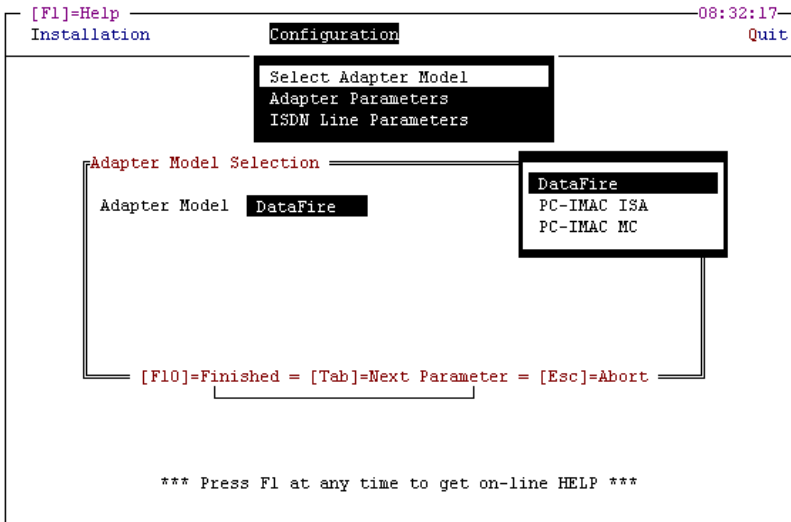 [F1]=Help 08:32:17
Installation Configuration Quit
Select Adapter Model
Adapter Parameters
ISDN Line Parameters
Adapter Model Selection
Adapter Model DataFire
DataFire
PC-IMAC ISA
PC-IMAC MC
[F10]=Finished = [Tab]=Next Parameter = [Esc]=Abort
*** Press F1 at any time to get on-line HELP ***